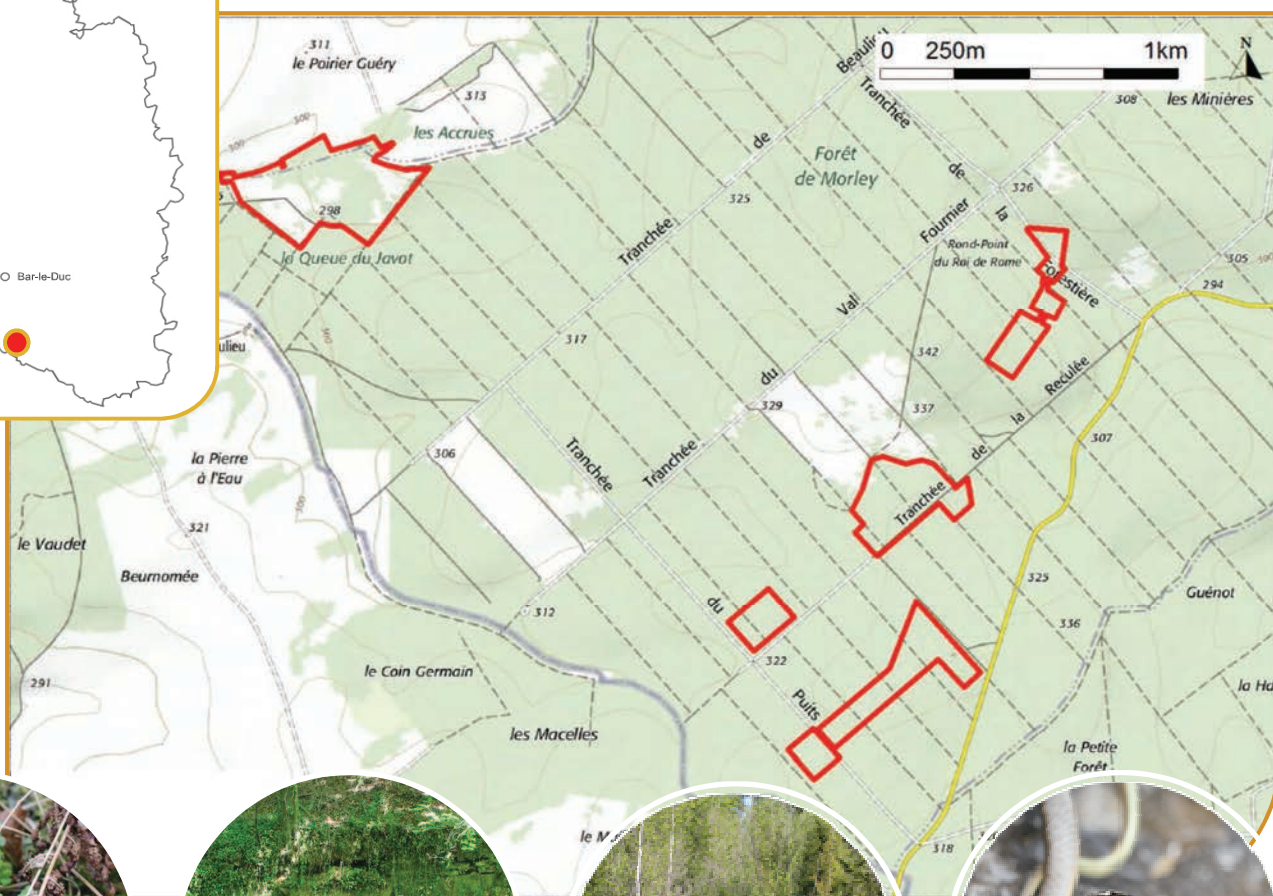 Bar-le-Duc
311
le Poirier Guéry
313
les Accrues
300
300
298
la Queue du Javot
0 250m 1km
N
308
les Minières
Tranchée de Beaulieu
Tranchée de la Forestière
Forêt
de Morley
325
326
Rond-Point
du Roi de Rome
305
294
317
342
337
329
Tranchée du Val Fournier
Tranchée de la Reculée
307
306
la Pierre
à l'Eau
300
321
le Vaudet
Beurnomée
Tranchée du Puits
312
325
336
Guénot
322
291
le Coin Germain
les Macelles
la Petite
Forêt
318